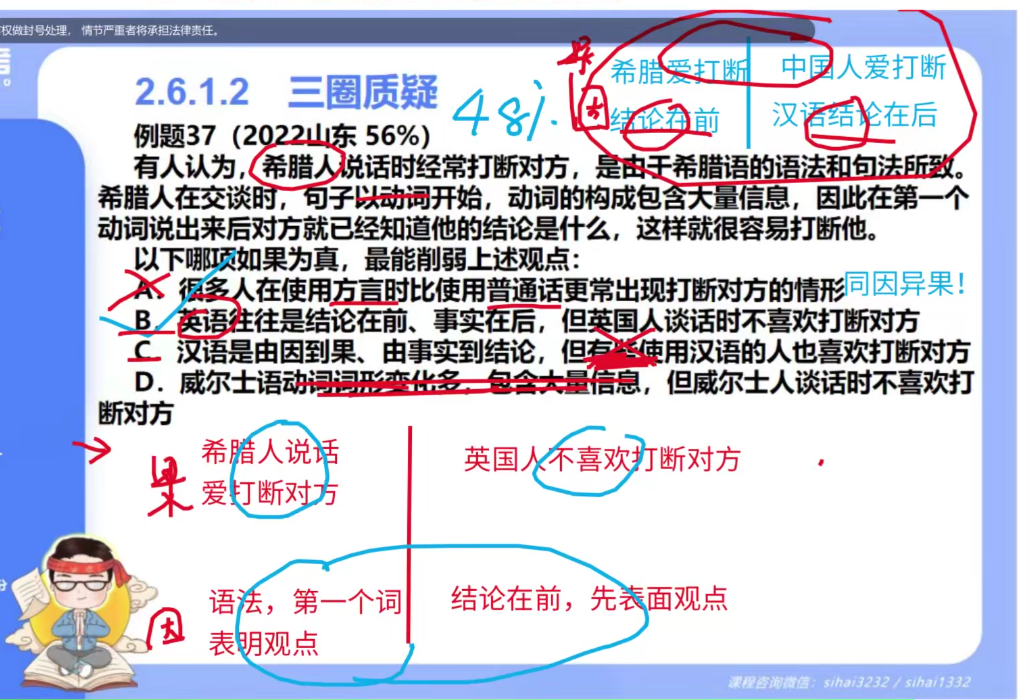 权做封号处理，情节严重者将承担法律责任。
2.6.1.2 三圈质疑
48%.
果
因
希腊爱打断
中国人爱打断
结论在前
汉语结论在后
例题37（2022山东 56%）
有人认为，希腊人说话时经常打断对方，是由于希腊语的语法和句法所致。
希腊人在交谈时，句子以动词开始，动词的构成包含大量信息，因此在第一个
动词说出来后对方就已经知道他的结论是什么，这样就很容易打断他。
以下哪项如果为真，最能削弱上述观点：
A．很多人在使用方言时比使用普通话更常出现打断对方的情形
同因异果！
B．英语往往是结论在前、事实在后，但英国人谈话时不喜欢打断对方
C．汉语是由因到果、由事实到结论，但有些使用汉语的人也喜欢打断对方
D．威尔士语动词词形变化多，包含大量信息，但威尔士人谈话时不喜欢打
断对方
果
希腊人说话
爱打断对方
英国人不喜欢打断对方
因
语法，第一个词
表明观点
结论在前，先表面观点
课程咨询微信：sihai3232 / sihai1332